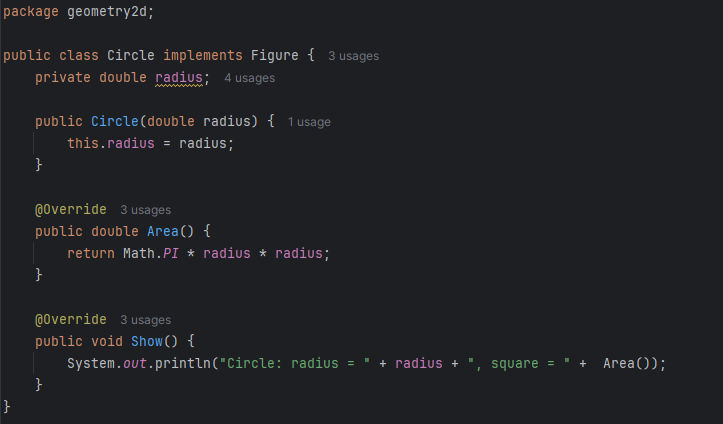 package geometry2d;
public class Circle implements Figure {  3 usages
    private double radius;  4 usages
    public Circle(double radius) {  1 usage
        this.radius = radius;
    }
    @Override  3 usages
    public double Area() {
        return Math.PI * radius * radius;
    }
    @Override  3 usages
    public void Show() {
        System.out.println("Circle: radius = " + radius + ", square = " +  Area());
    }
}